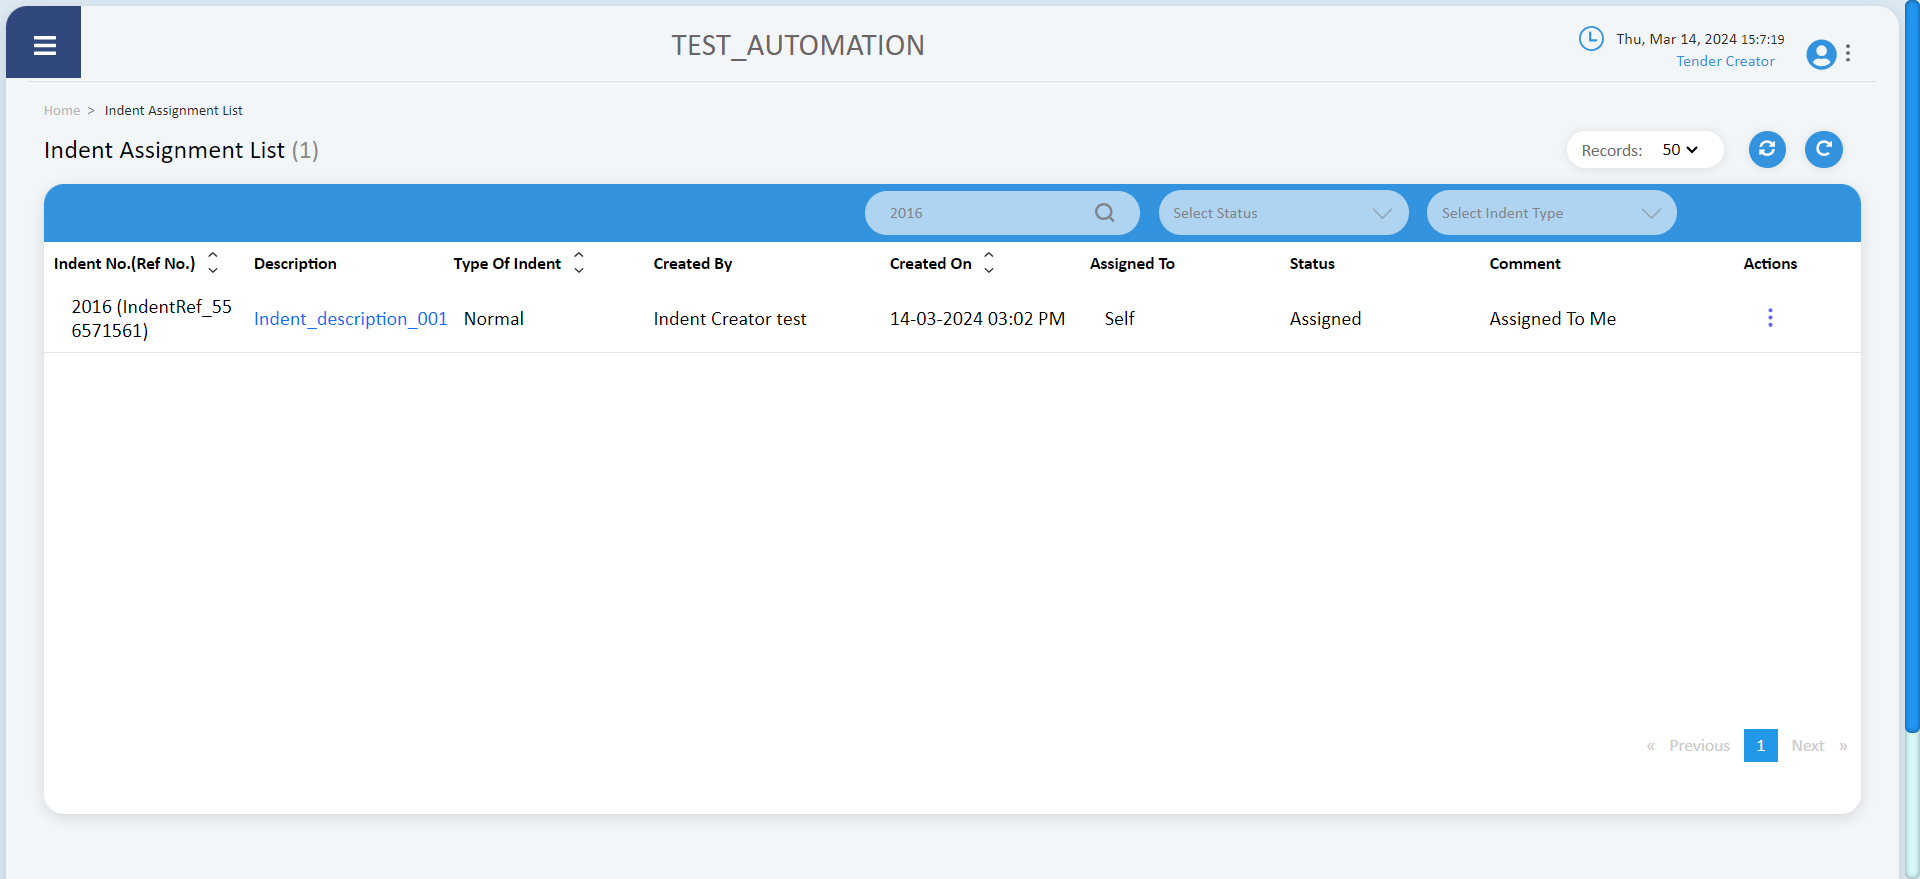 TEST_AUTOMATION
Thu, Mar 14, 2024 15:7:19
Tender Creator
Home > Indent Assignment List
Indent Assignment List (1)
Records: 50
2016 Select Status Select Indent Type
Indent No.(Ref No.) Description Type Of Indent Created By Created On Assigned To Status Comment Actions
2016 (IndentRef_55
6571561) Indent_description_001 Normal Indent Creator test 14-03-2024 03:02 PM Self Assigned Assigned To Me
« Previous 1 Next »